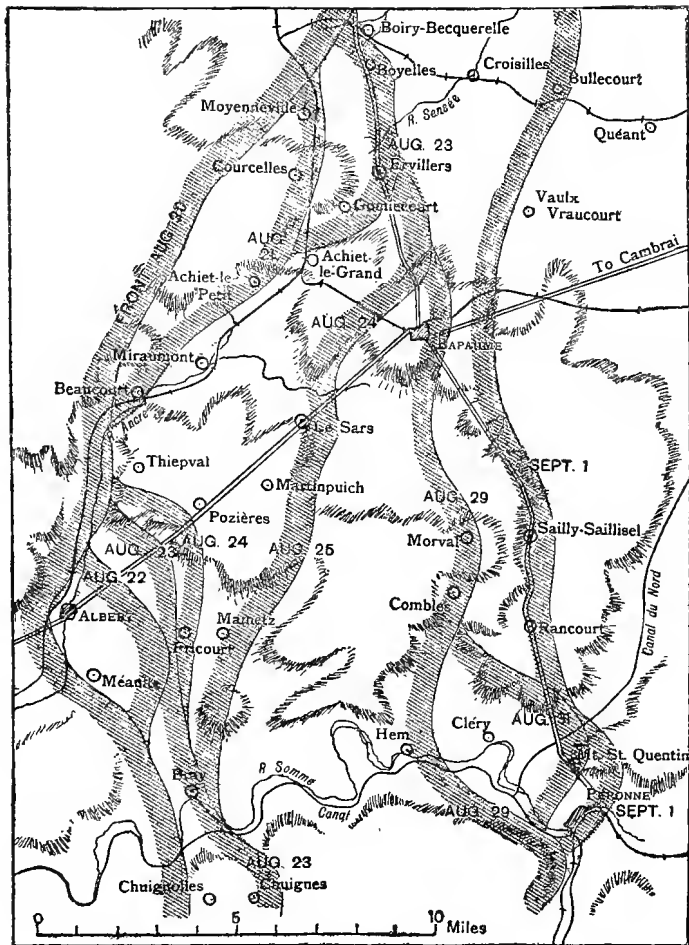 Boiry-Becquerelle
Boyelles
Croisilles
Bullecourt
Moyenneville
R. Sensée
Quéant
AUG. 23
Courcelles
Ervillers
Gomiecourt
Vaulx
Vraucourt
FRONT AUG.
AUG.
Achiet-
le-Grand
To Cambrai
Achiet-le-
Petit
AUG. 24
BAPAUME
Miraumont
Beaucourt
Ancre
Le Sars
Thiepval
SEPT. 1
Martinpuich
AUG. 29
Pozières
Sailly-Saillisel
AUG. 23
AUG. 24
AUG. 25
Morval
AUG. 22
Combles
ALBERT
Mametz
Rancourt
Fricourt
Canal du Nord
Méaulte
AUG. 31
Hem
Cléry
Mt. St. Quentin
Bray
R. Somme
PÉRONNE
Canal
AUG. 29
SEPT. 1
AUG. 23
Chuignolles
Chuignes
0 5 10
Miles